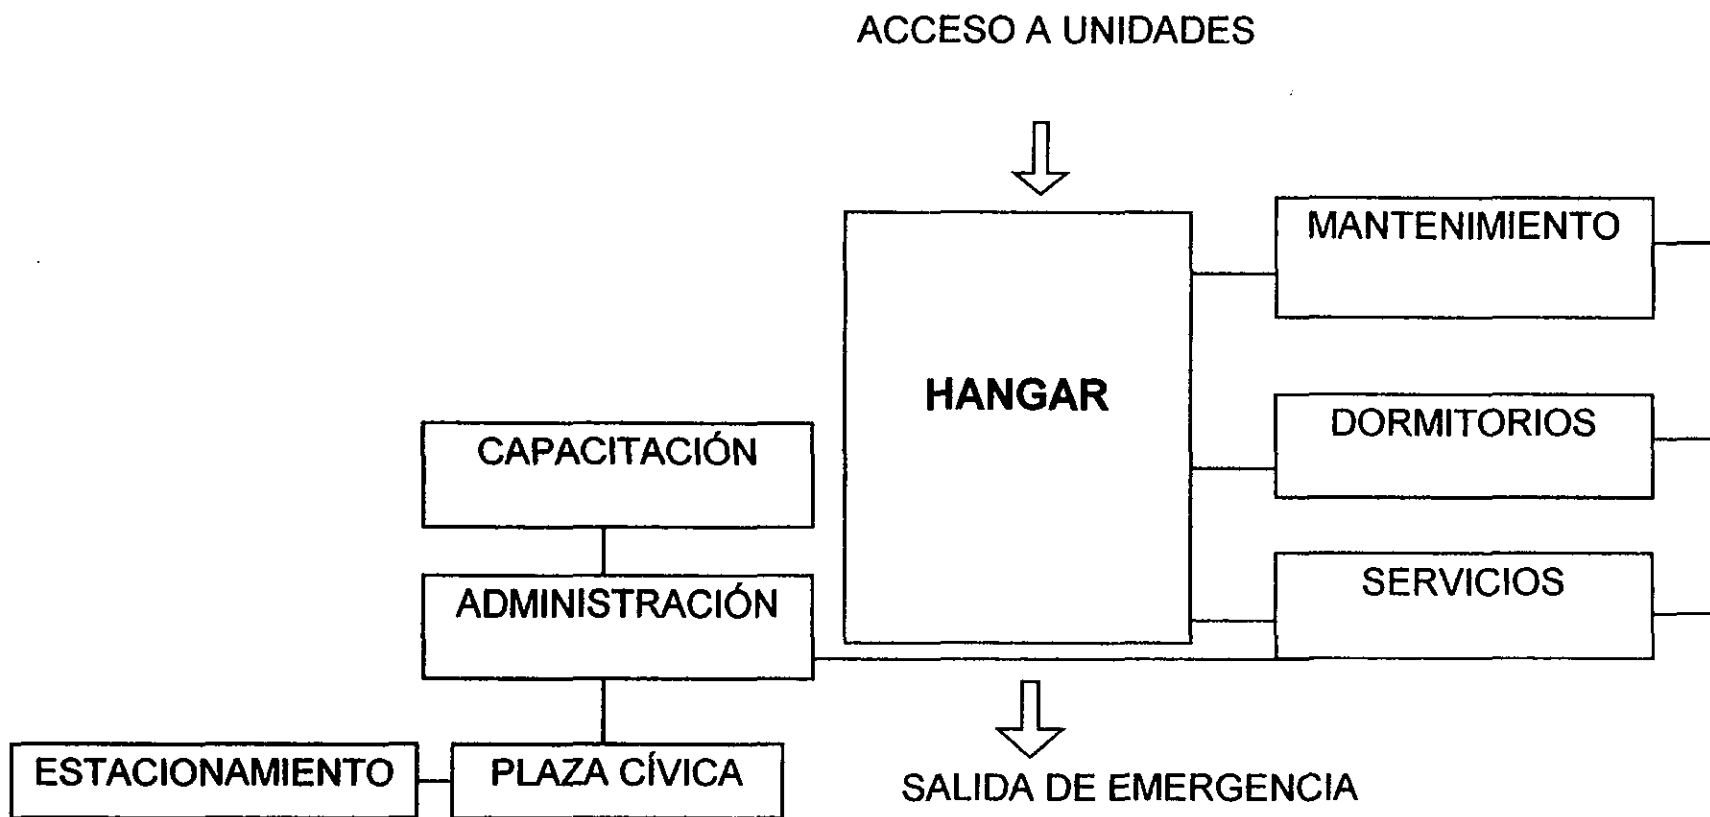 ACCESO A UNIDADES
MANTENIMIENTO
HANGAR
DORMITORIOS
CAPACITACIÓN
SERVICIOS
ADMINISTRACIÓN
ESTACIONAMIENTO
PLAZA CÍVICA
SALIDA DE EMERGENCIA